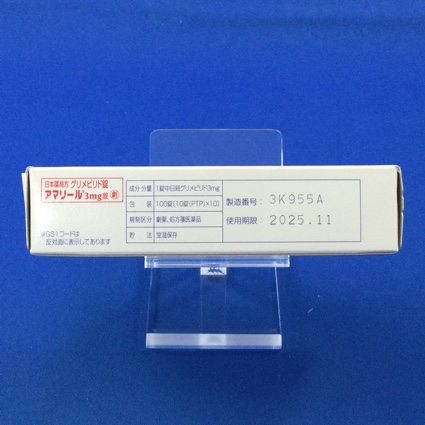 日本薬局方 グリメピリド錠
アマリール® 3mg錠 劇
※GS1コードは
反対面に表示してあります
成分・分量 1錠中日局グリメピリド3mg
包装 100錠(10錠(PTP)×10)
規制区分 劇薬、処方箋医薬品
貯法 室温保存
製造番号: 3K955A
使用期限: 2025.11